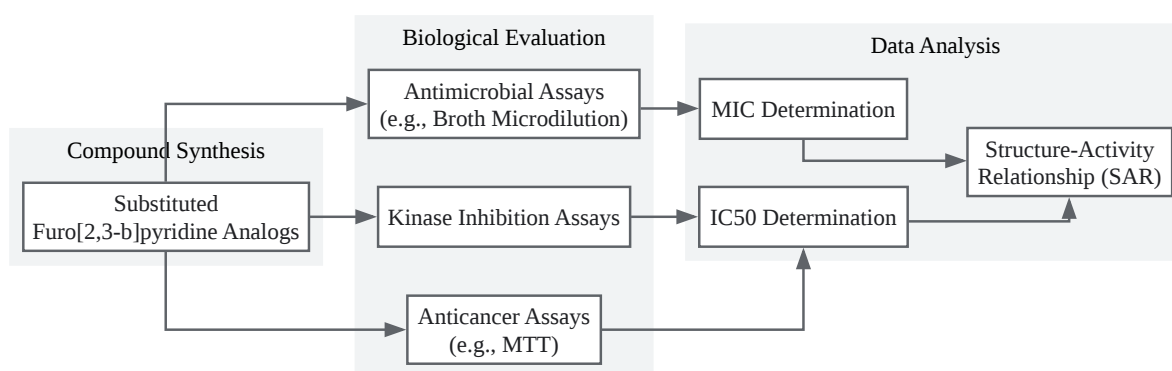 Compound Synthesis
Substituted
Furo[2,3-b]pyridine Analogs
Biological Evaluation
Antimicrobial Assays
(e.g., Broth Microdilution)
Kinase Inhibition Assays
Anticancer Assays
(e.g., MTT)
Data Analysis
MIC Determination
IC50 Determination
Structure-Activity
Relationship (SAR)